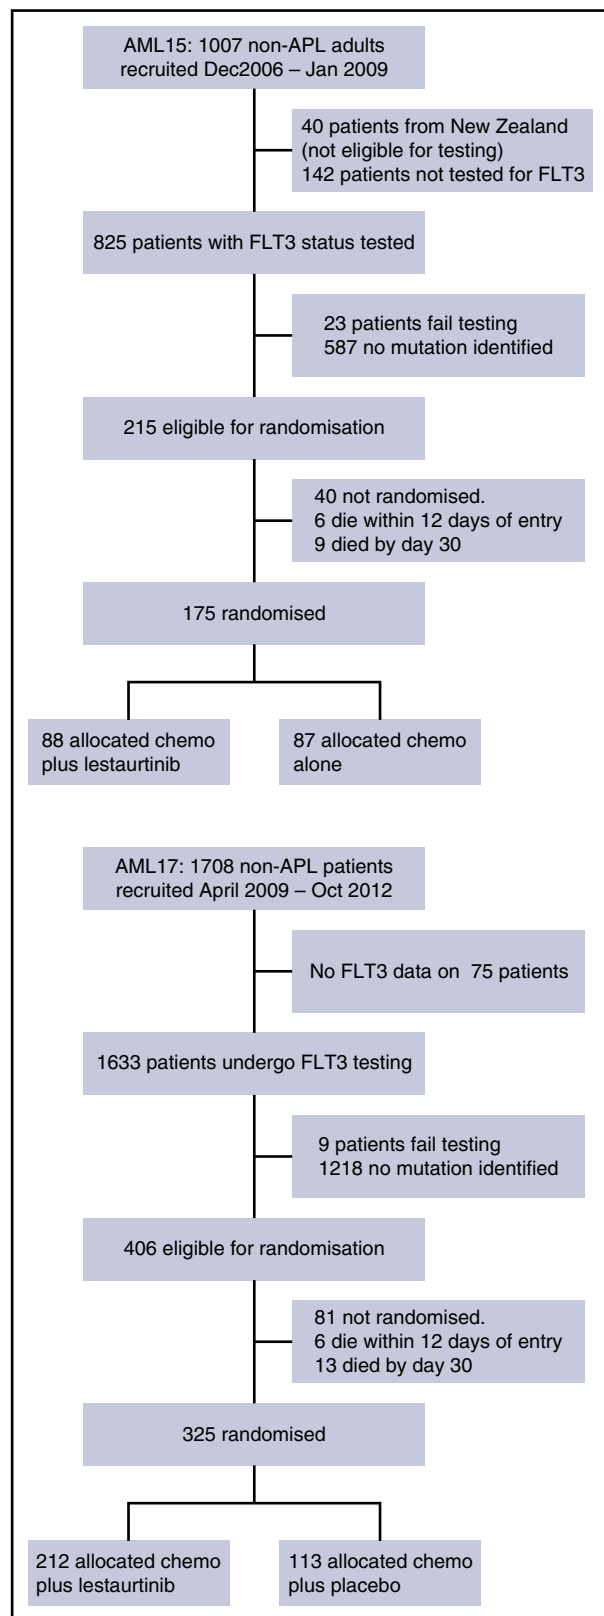 AML15: 1007 non-APL adults
recruited Dec2006 – Jan 2009
40 patients from New Zealand
(not eligible for testing)
142 patients not tested for FLT3
825 patients with FLT3 status tested
23 patients fail testing
587 no mutation identified
215 eligible for randomisation
40 not randomised.
6 die within 12 days of entry
9 died by day 30
175 randomised
88 allocated chemo
plus lestaurtinib
87 allocated chemo
alone
AML17: 1708 non-APL patients
recruited April 2009 – Oct 2012
No FLT3 data on 75 patients
1633 patients undergo FLT3 testing
9 patients fail testing
1218 no mutation identified
406 eligible for randomisation
81 not randomised.
6 die within 12 days of entry
13 died by day 30
325 randomised
212 allocated chemo
plus lestaurtinib
113 allocated chemo
plus placebo